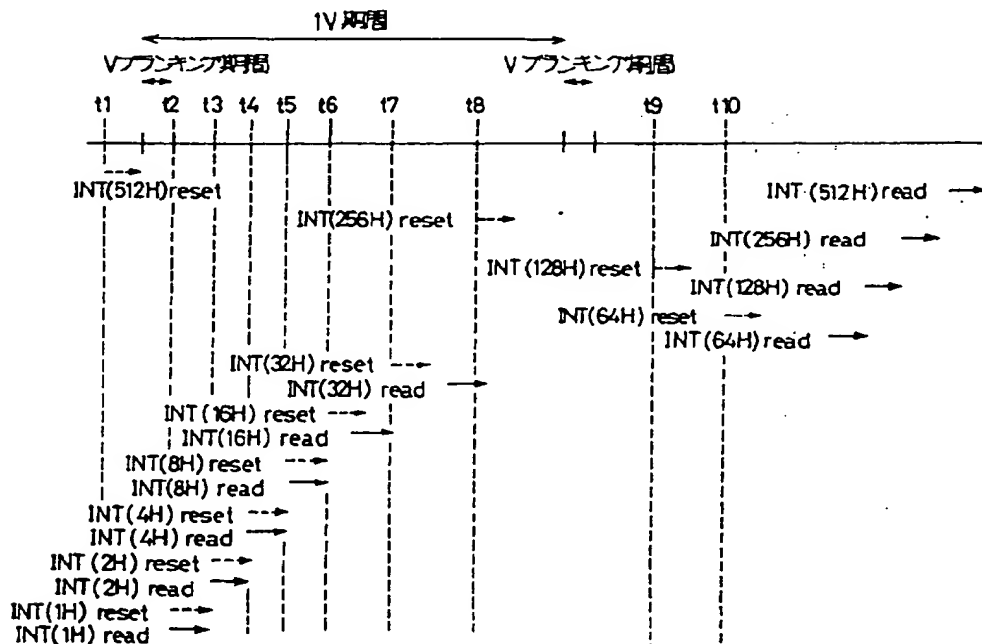 1V期間
Vブランキング期間 Vブランキング期間
t1 t2 t3 t4 t5 t6 t7 t8 t9 t10
INT(512H) reset INT (512H) read
INT(256H) reset INT(256H) read
INT(128H) reset INT(128H) read
INT(64H) reset
INT(64H) read
INT(32H) reset
INT(32H) read
INT(16H) reset
INT(16H) read
INT(8H) reset
INT(8H) read
INT(4H) reset
INT(4H) read
INT(2H) reset
INT(2H) read
INT(1H) reset
INT(1H) read